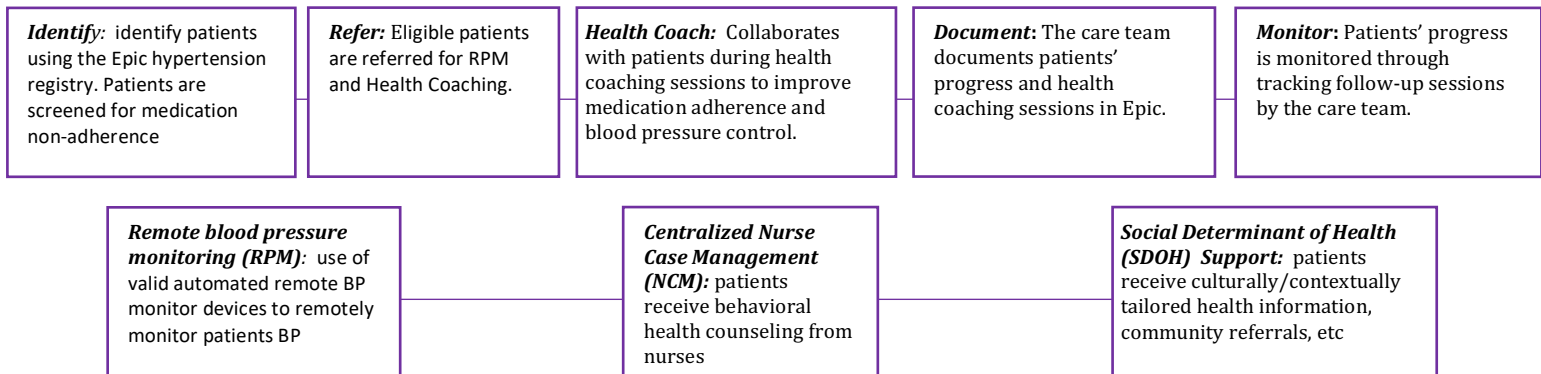 Identify: identify patients
using the Epic hypertension
registry. Patients are
screened for medication
non-adherence
Refer: Eligible patients
are referred for RPM
and Health Coaching.
Health Coach: Collaborates
with patients during health
coaching sessions to improve
medication adherence and
blood pressure control.
Document: The care team
documents patients’
progress and health
coaching sessions in Epic.
Monitor: Patients’ progress
is monitored through
tracking follow-up sessions
by the care team.
Remote blood pressure
monitoring (RPM): use of
valid automated remote BP
monitor devices to remotely
monitor patients BP
Centralized Nurse
Case Management
(NCM): patients
receive behavioral
health counseling from
nurses
Social Determinant of Health
(SDOH) Support: patients
receive culturally/contextually
tailored health information,
community referrals, etc